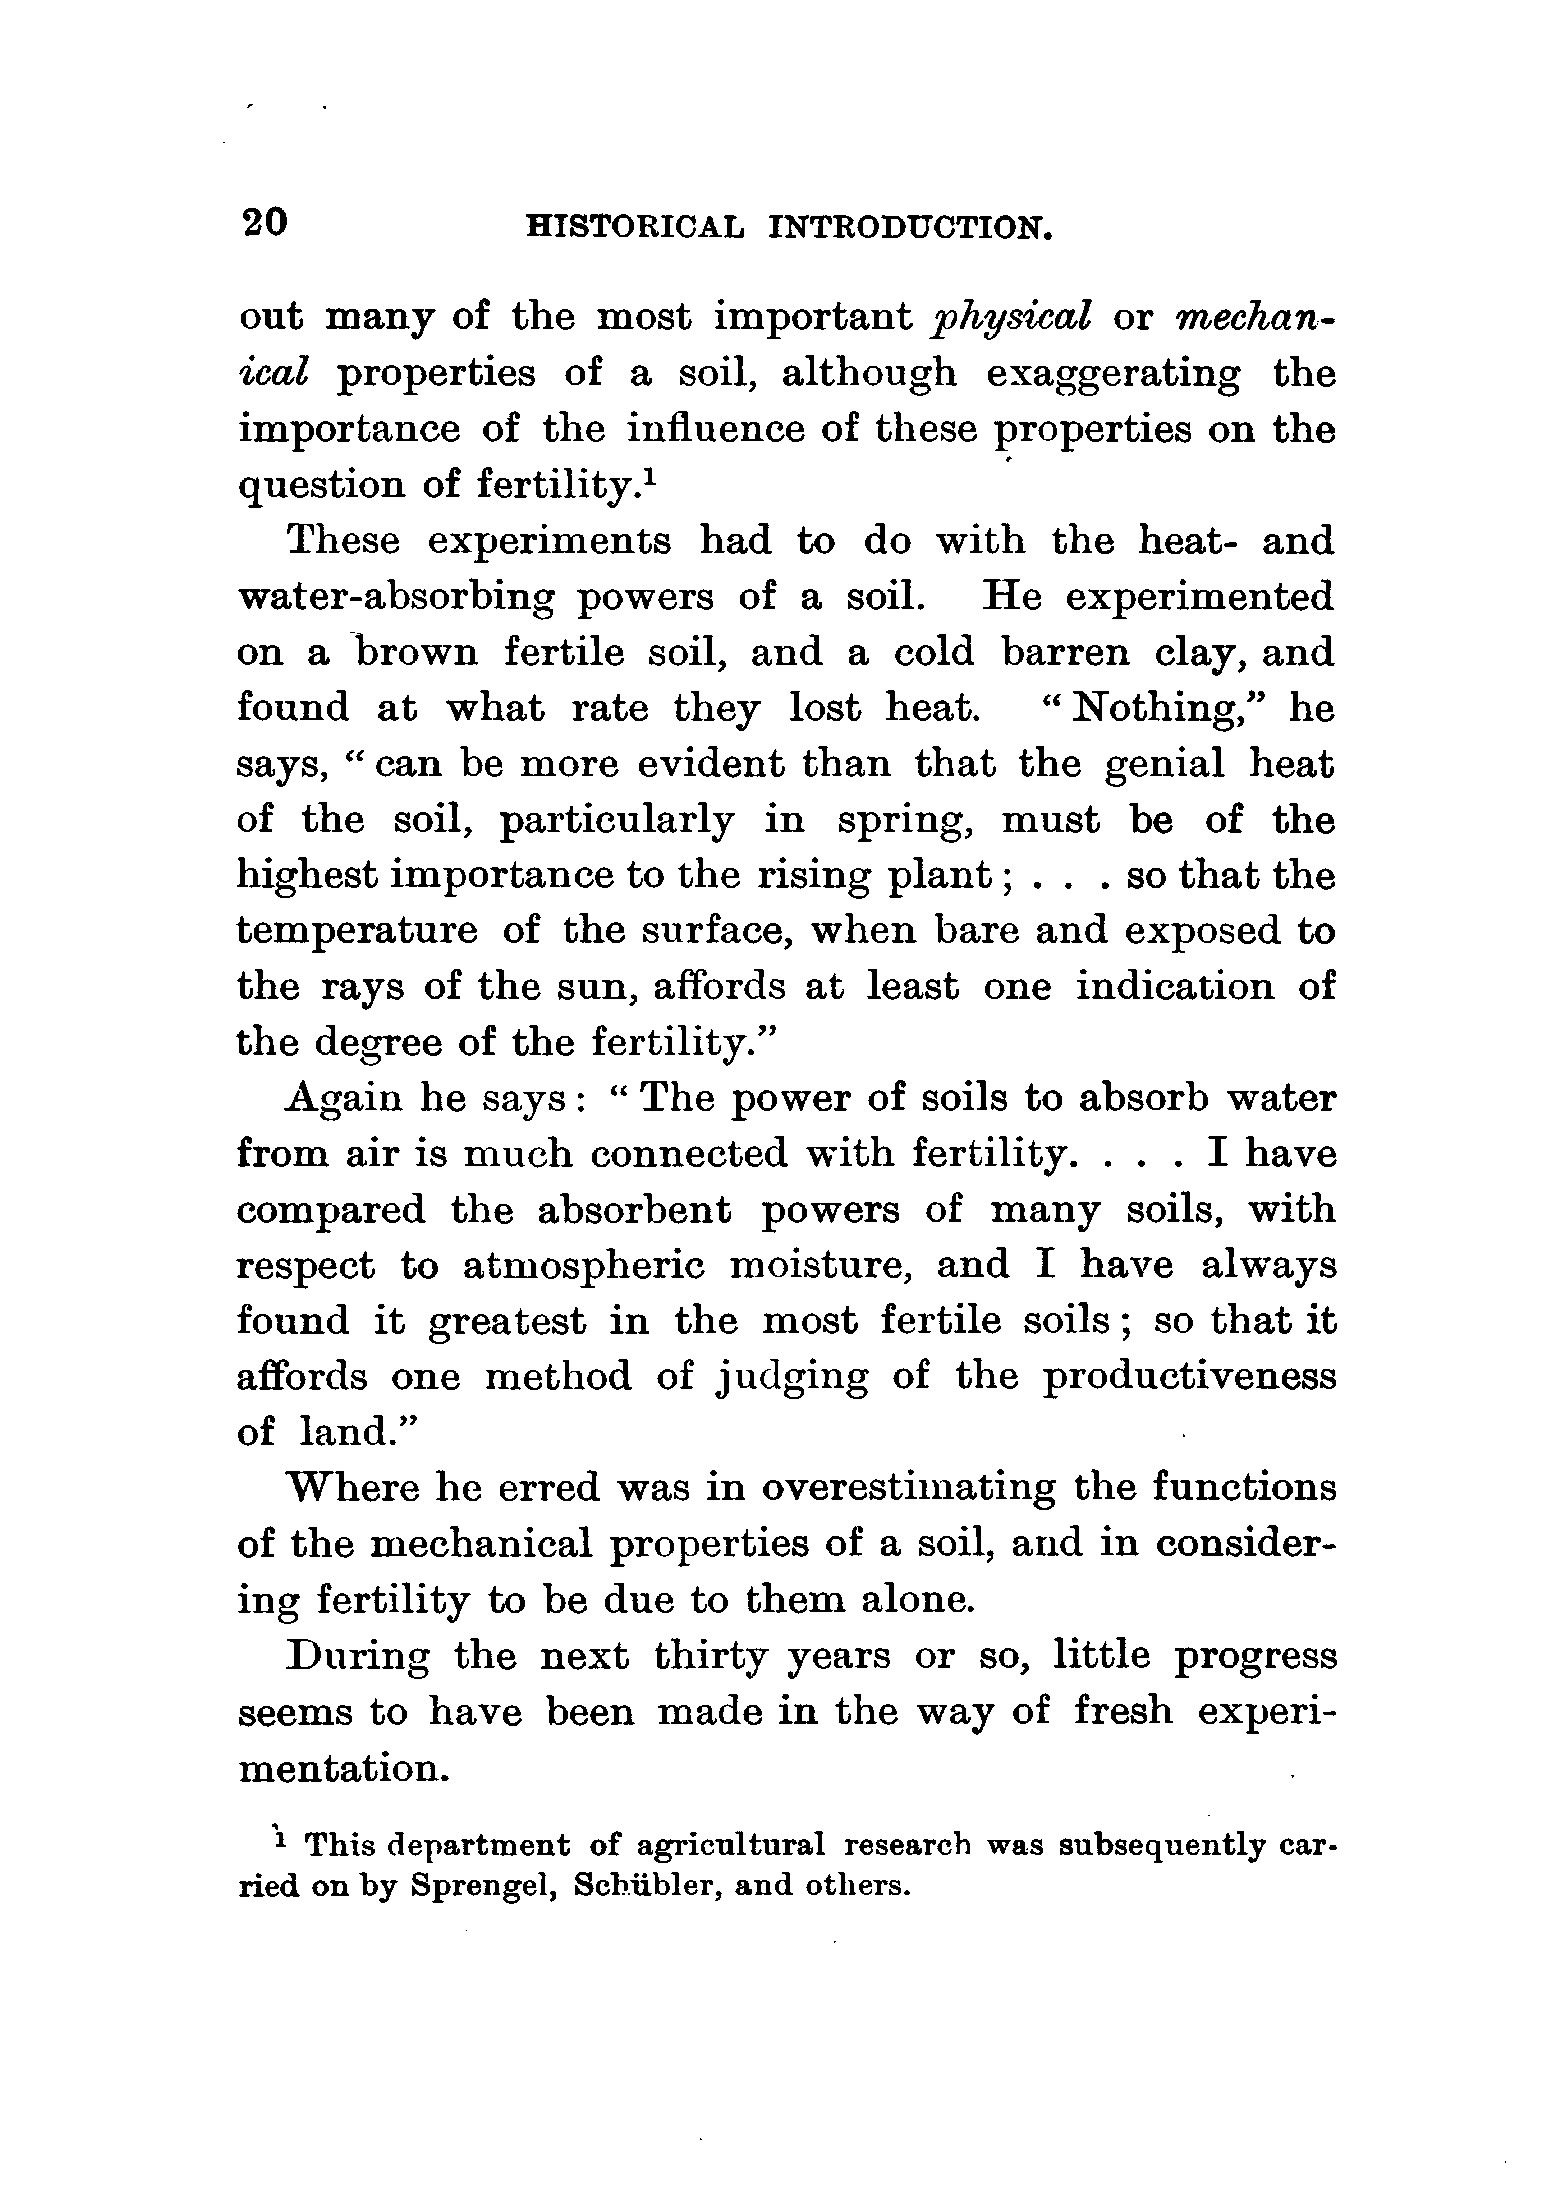 20 HISTORICAL INTRODUCTION.
out many of the most important physical or mechan-
ical properties of a soil, although exaggerating the
importance of the influence of these properties on the
question of fertility.¹
These experiments had to do with the heat- and
water-absorbing powers of a soil. He experimented
on a brown fertile soil, and a cold barren clay, and
found at what rate they lost heat. “Nothing,” he
says, “can be more evident than that the genial heat
of the soil, particularly in spring, must be of the
highest importance to the rising plant; . . . so that the
temperature of the surface, when bare and exposed to
the rays of the sun, affords at least one indication of
the degree of the fertility.”
Again he says: “The power of soils to absorb water
from air is much connected with fertility. . . . I have
compared the absorbent powers of many soils, with
respect to atmospheric moisture, and I have always
found it greatest in the most fertile soils; so that it
affords one method of judging of the productiveness
of land.”
Where he erred was in overestimating the functions
of the mechanical properties of a soil, and in consider-
ing fertility to be due to them alone.
During the next thirty years or so, little progress
seems to have been made in the way of fresh experi-
mentation.
¹ This department of agricultural research was subsequently car-
ried on by Sprengel, Schübler, and others.